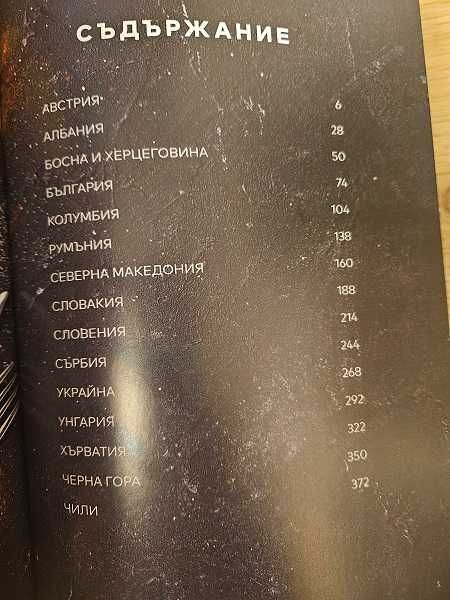 СЪДЪРЖАНИЕ
АВСТРИЯ 6
АЛБАНИЯ 28
БОСНА И ХЕРЦЕГОВИНА 50
БЪЛГАРИЯ 74
КОЛУМБИЯ 104
РУМЪНИЯ 138
СЕВЕРНА МАКЕДОНИЯ 160
СЛОВАКИЯ 188
СЛОВЕНИЯ 214
СЪРБИЯ 244
УКРАЙНА 268
УНГАРИЯ 292
ХЪРВАТИЯ 322
ЧЕРНА ГОРА 350
ЧИЛИ 372
5